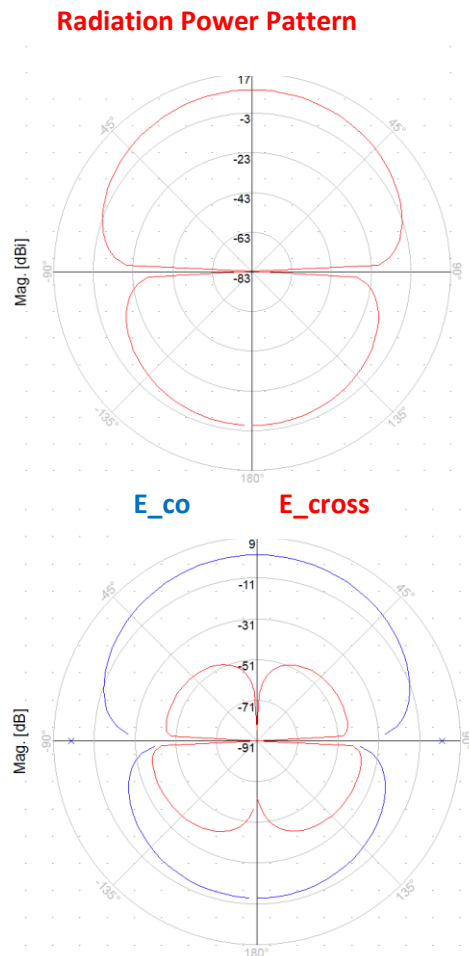 Radiation Power Pattern
17
-3
-45° 45°
-23
-43
-63
Mag. [dBi]
-90° -83 90°
-135° 135°
180°
E_co E_cross
9
-11
-45° 45°
-31
-51
-71
Mag. [dB]
-90° -91 90°
-135° 135°
180°